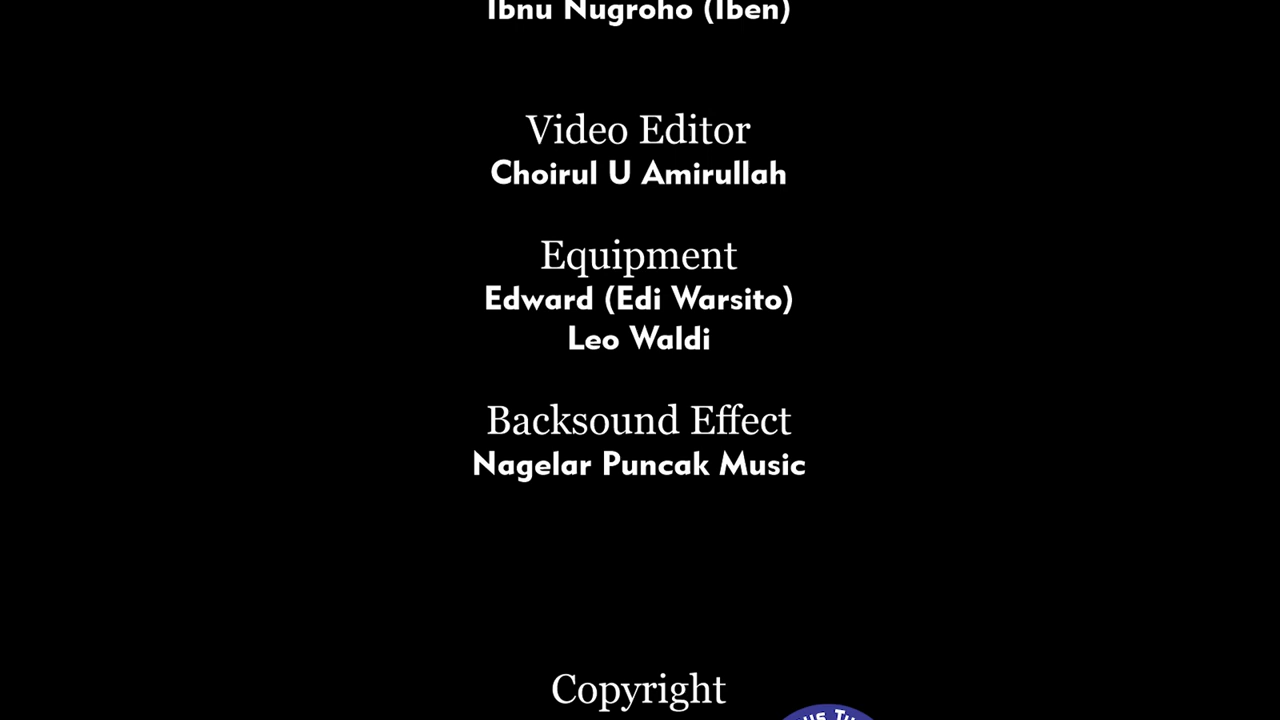 Ibnu Nugroho (Iben)
Video Editor
Choirul U Amirullah
Equipment
Edward (Edi Warsito)
Leo Waldi
Backsound Effect
Nagelar Puncak Music
Copyright